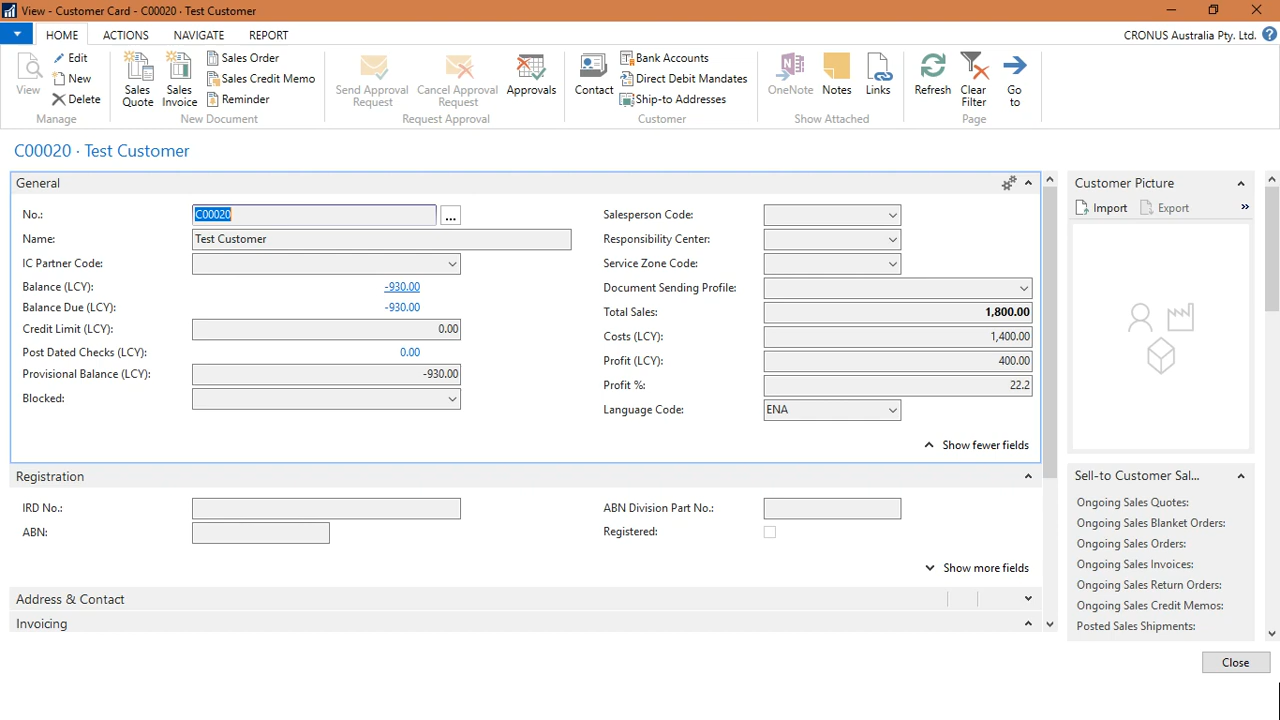 View - Customer Card - C00020 · Test Customer
HOME ACTIONS NAVIGATE REPORT CRONUS Australia Pty. Ltd. ?
View
Edit
New
Delete
Manage
Sales Quote
Sales Invoice
Sales Order
Sales Credit Memo
Reminder
New Document
Send Approval Request
Cancel Approval Request
Approvals
Request Approval
Contact
Bank Accounts
Direct Debit Mandates
Ship-to Addresses
Customer
OneNote
Notes
Links
Show Attached
Refresh
Clear Filter
Go to
Page
C00020 · Test Customer
General
No.: C00020 ...
Name: Test Customer
IC Partner Code:
Balance (LCY): -930.00
Balance Due (LCY): -930.00
Credit Limit (LCY): 0.00
Post Dated Checks (LCY): 0.00
Provisional Balance (LCY): -930.00
Blocked:
Salesperson Code:
Responsibility Center:
Service Zone Code:
Document Sending Profile:
Total Sales: 1,800.00
Costs (LCY): 1,400.00
Profit (LCY): 400.00
Profit %: 22.2
Language Code: ENA
Show fewer fields
Registration
IRD No.:
ABN:
ABN Division Part No.:
Registered:
Show more fields
Address & Contact
Invoicing
Customer Picture
Import Export »
Sell-to Customer Sal...
Ongoing Sales Quotes:
Ongoing Sales Blanket Orders:
Ongoing Sales Orders:
Ongoing Sales Invoices:
Ongoing Sales Return Orders:
Ongoing Sales Credit Memos:
Posted Sales Shipments:
Close